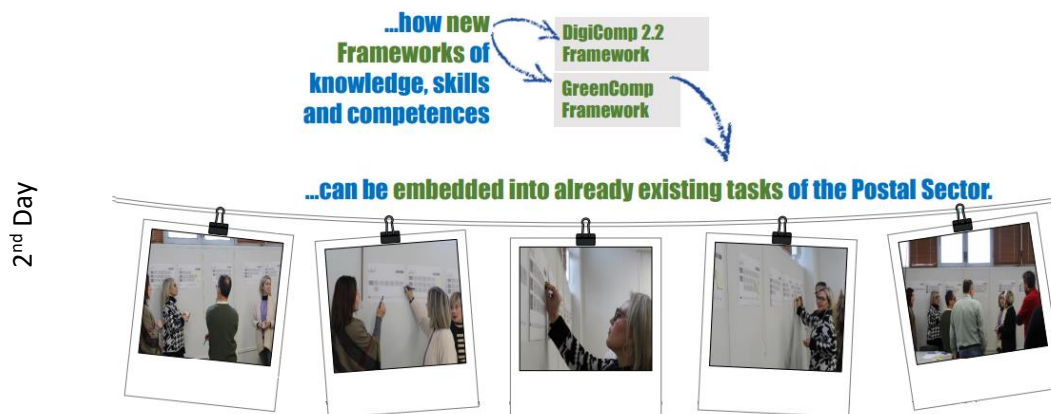 ...how new
Frameworks of
knowledge, skills
and competences
DigiComp 2.2
Framework
GreenComp
Framework
...can be embedded into already existing tasks of the Postal Sector.
2nd Day